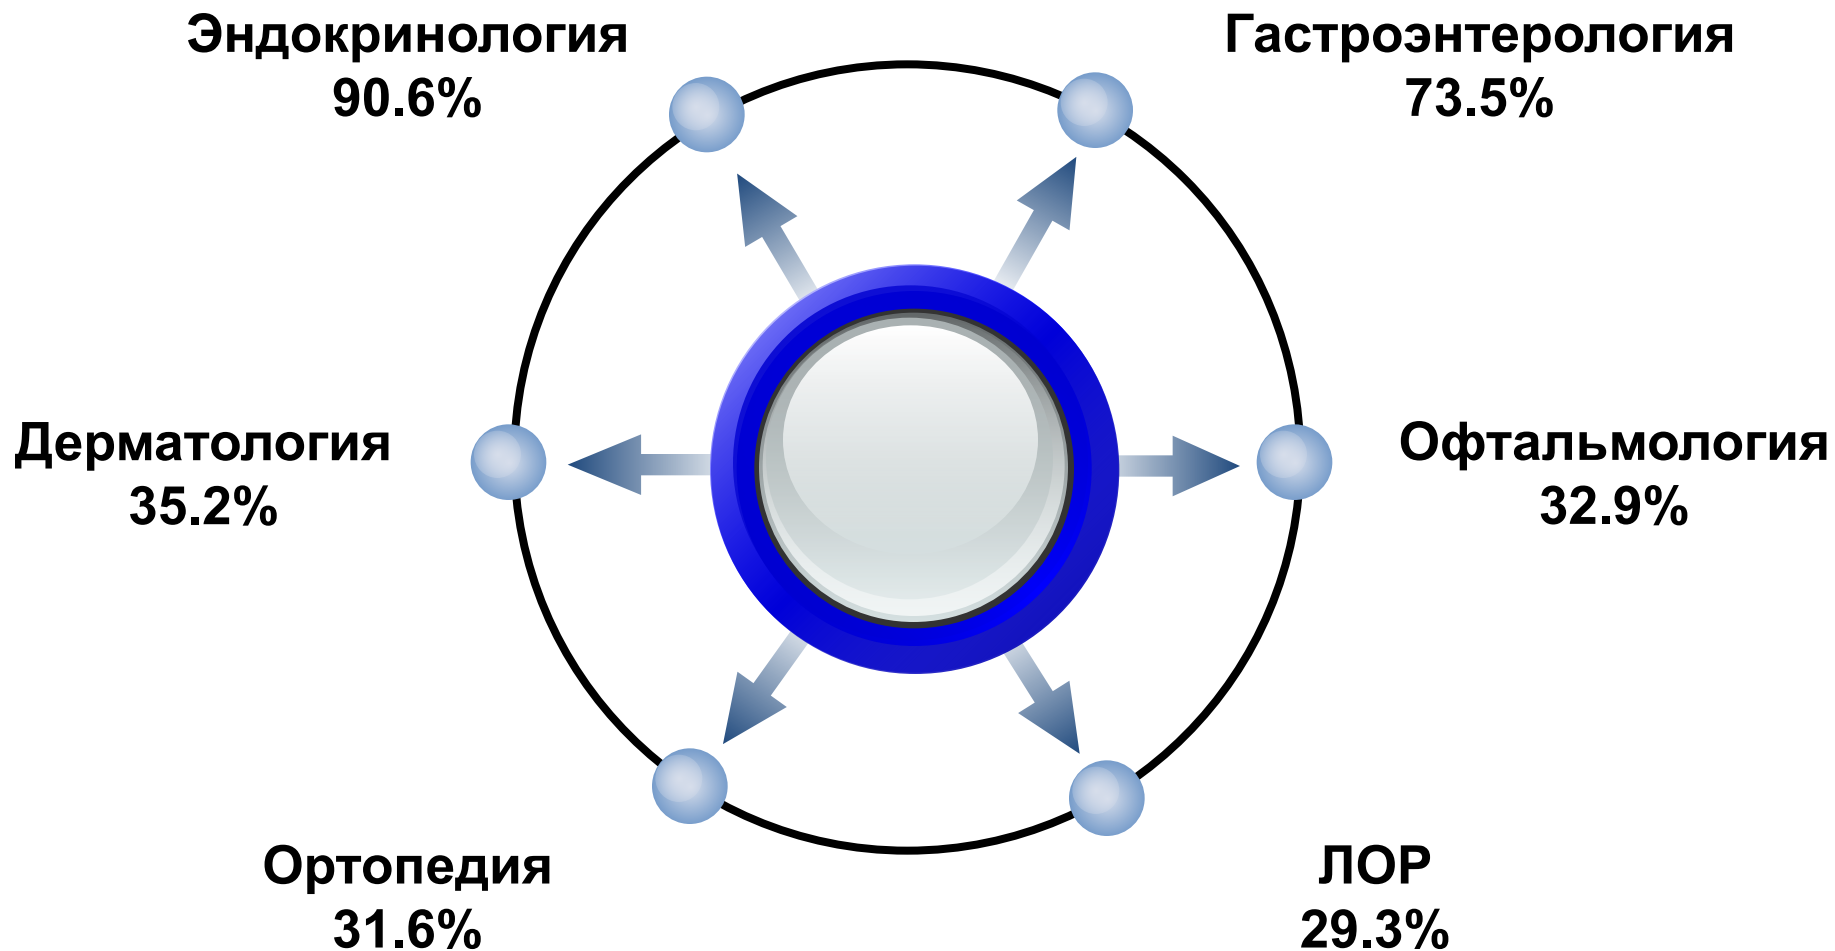 Эндокринология
90.6%
Гастроэнтерология
73.5%
Дерматология
35.2%
Офтальмология
32.9%
Ортопедия
31.6%
ЛОР
29.3%